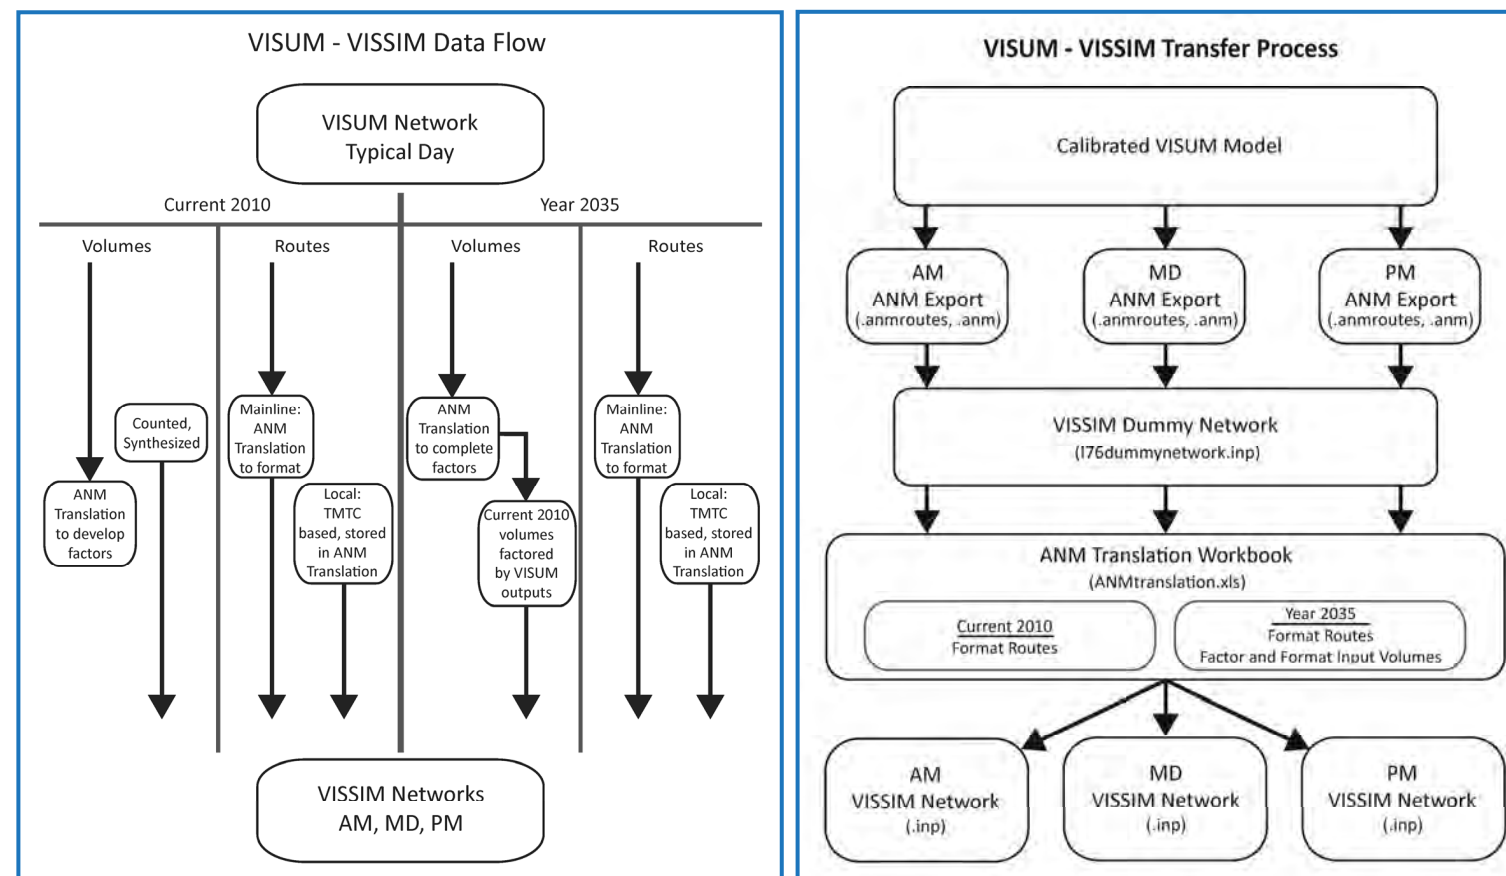 VISUM - VISSIM Data Flow
VISUM Network
Typical Day
Current 2010
Year 2035
Volumes
Routes
Volumes
Routes
Counted,
Synthesized
ANM
Translation
to develop
factors
Mainline:
ANM
Translation
to format
Local:
TMTC
based, stored
in ANM
Translation
ANM
Translation
to complete
factors
Current 2010
volumes
factored
by VISUM
outputs
Mainline:
ANM
Translation
to format
Local:
TMTC
based, stored
in ANM
Translation
VISSIM Networks
AM, MD, PM
VISUM - VISSIM Transfer Process
Calibrated VISUM Model
AM
ANM Export
(.anmroutes, .anm)
MD
ANM Export
(.anmroutes, .anm)
PM
ANM Export
(.anmroutes, .anm)
VISSIM Dummy Network
(I76dummynetwork.inp)
ANM Translation Workbook
(ANMtranslation.xls)
Current 2010
Format Routes
Year 2035
Format Routes
Factor and Format Input Volumes
AM
VISSIM Network
(.inp)
MD
VISSIM Network
(.inp)
PM
VISSIM Network
(.inp)